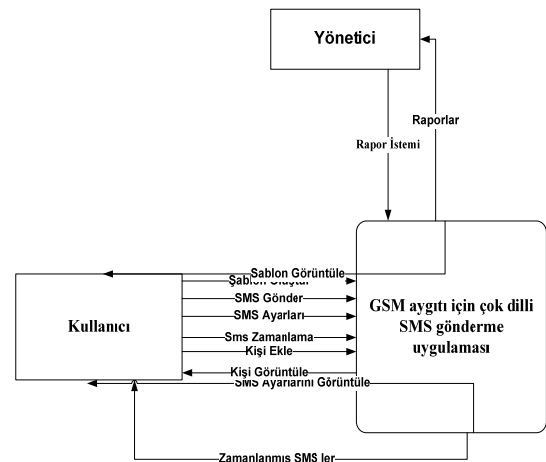 Yönetici
Raporlar
Rapor İstemi
Sablon Görüntüle
Şablon Oluştur
SMS Gönder
SMS Ayarları
Sms Zamanlama
Kişi Ekle
Kişi Görüntüle
SMS Ayarlarını Görüntüle
Kullanıcı
GSM aygıtı için çok dilli
SMS gönderme
uygulaması
Zamanlanmış SMS ler